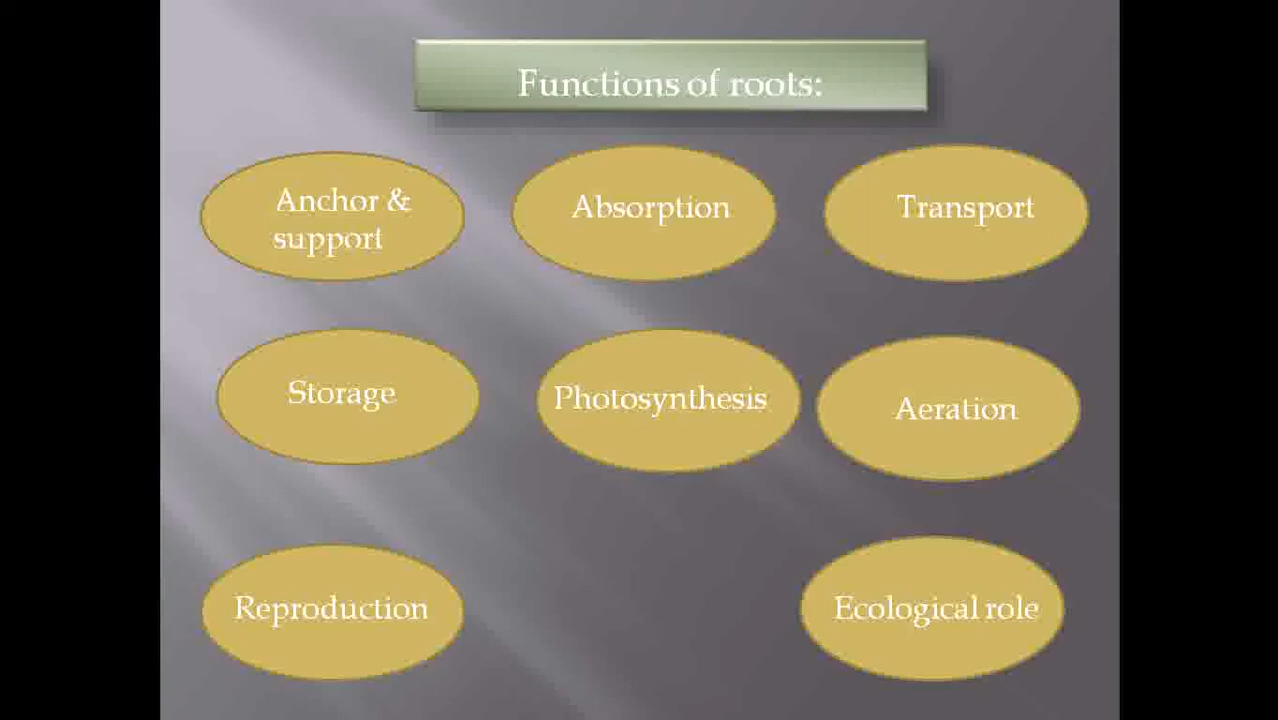 Functions of roots:
Anchor &
support
Absorption
Transport
Storage
Photosynthesis
Aeration
Reproduction
Ecological role